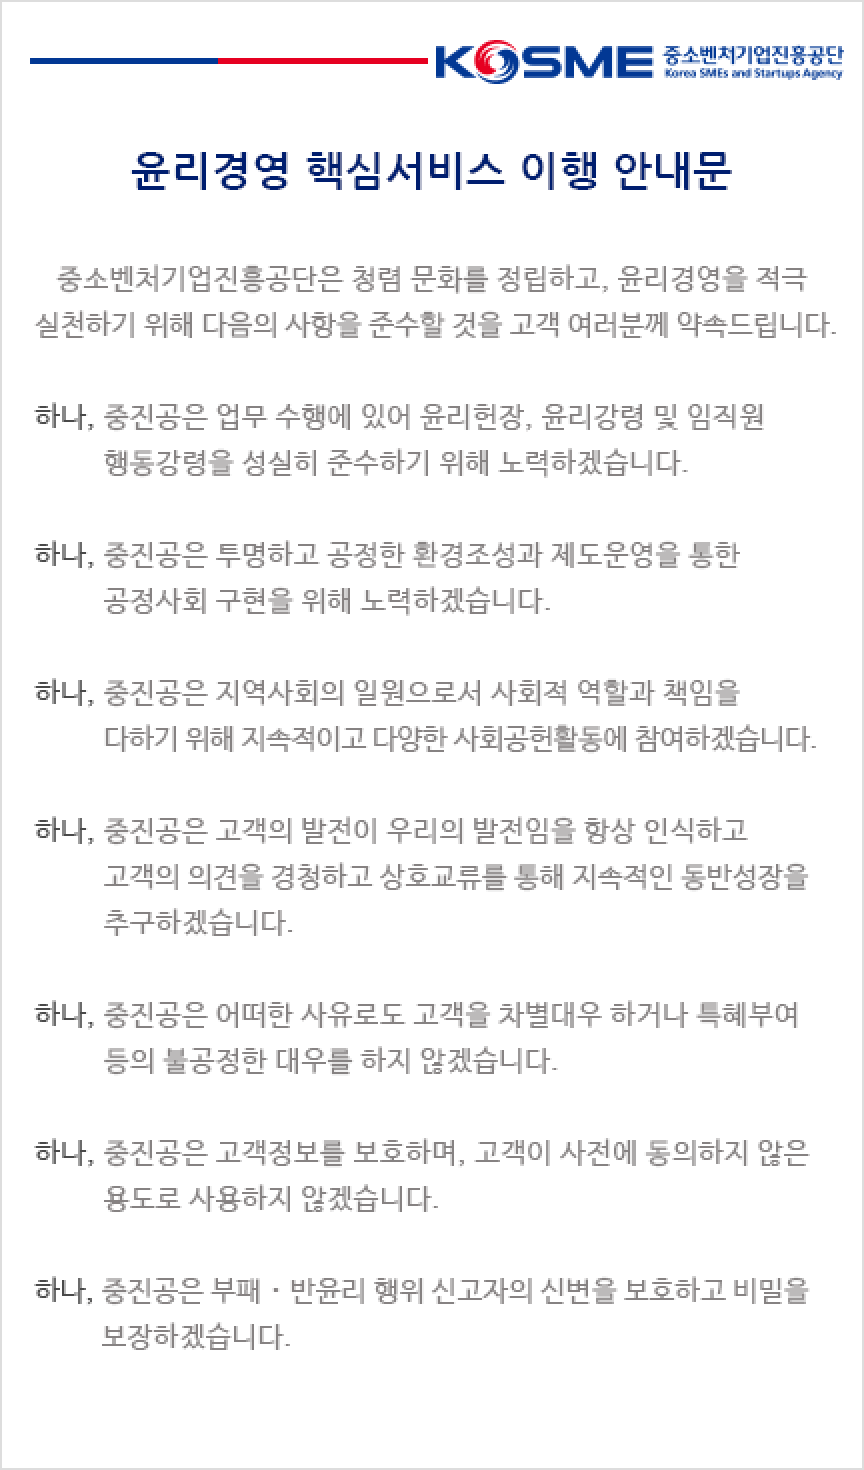 KOSME 중소벤처기업진흥공단
Korea SMEs and Startups Agency
윤리경영 핵심서비스 이행 안내문
중소벤처기업진흥공단은 청렴 문화를 정립하고, 윤리경영을 적극
실천하기 위해 다음의 사항을 준수할 것을 고객 여러분께 약속드립니다.
하나, 중진공은 업무 수행에 있어 윤리헌장, 윤리강령 및 임직원
행동강령을 성실히 준수하기 위해 노력하겠습니다.
하나, 중진공은 투명하고 공정한 환경조성과 제도운영을 통한
공정사회 구현을 위해 노력하겠습니다.
하나, 중진공은 지역사회의 일원으로서 사회적 역할과 책임을
다하기 위해 지속적이고 다양한 사회공헌활동에 참여하겠습니다.
하나, 중진공은 고객의 발전이 우리의 발전임을 항상 인식하고
고객의 의견을 경청하고 상호교류를 통해 지속적인 동반성장을
추구하겠습니다.
하나, 중진공은 어떠한 사유로도 고객을 차별대우 하거나 특혜부여
등의 불공정한 대우를 하지 않겠습니다.
하나, 중진공은 고객정보를 보호하며, 고객이 사전에 동의하지 않은
용도로 사용하지 않겠습니다.
하나, 중진공은 부패 · 반윤리 행위 신고자의 신변을 보호하고 비밀을
보장하겠습니다.